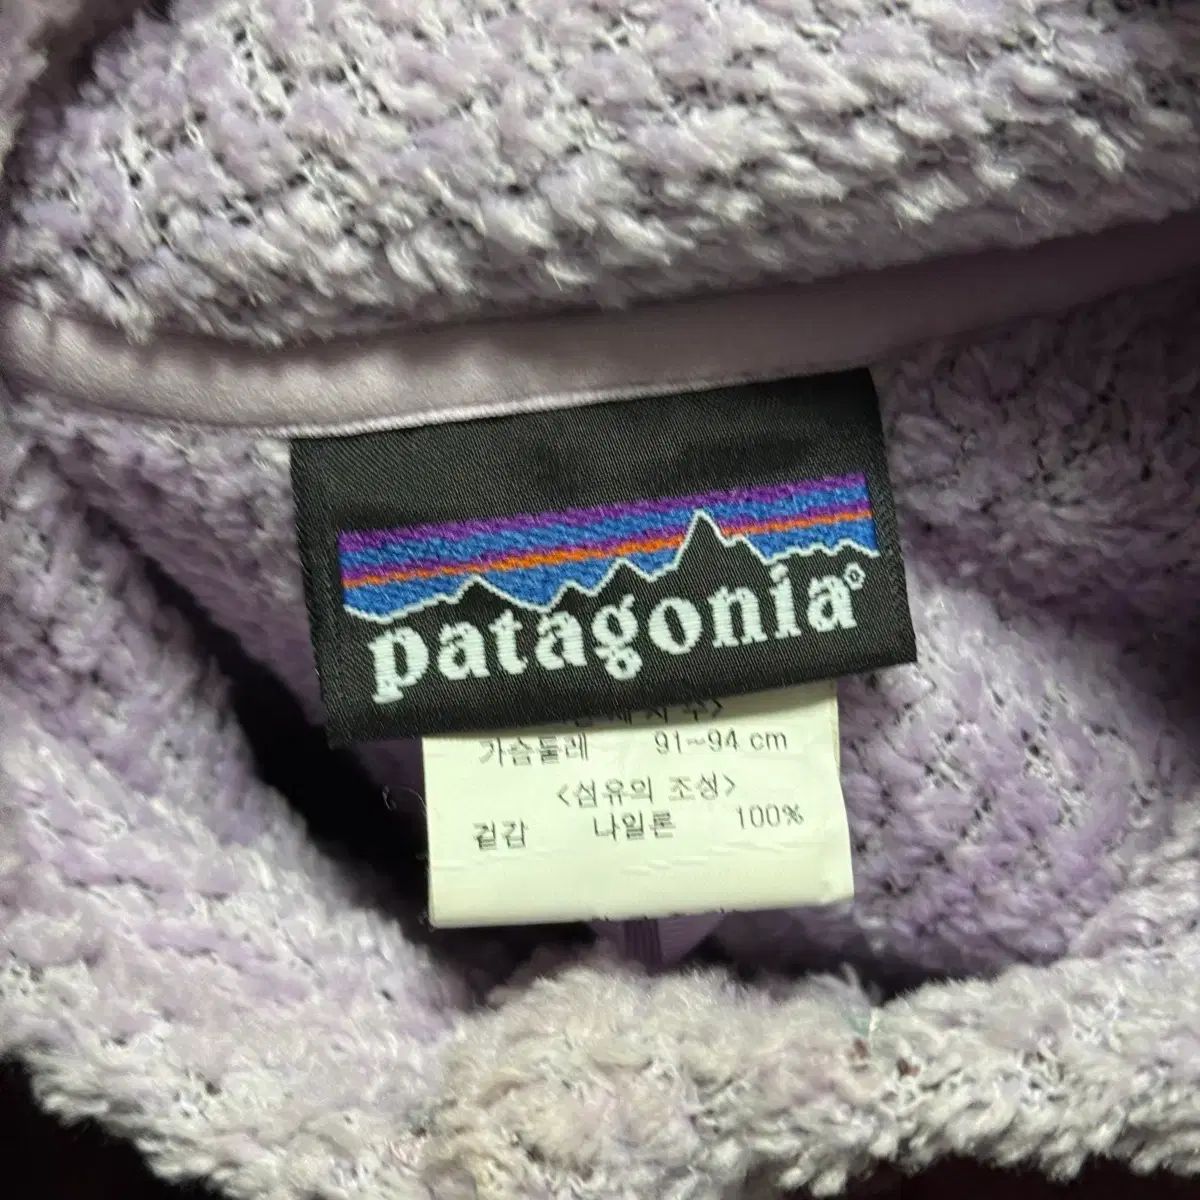 patagonia®
가슴둘레 91~94 cm
<섬유의 조성>
겉감 나일론 100%